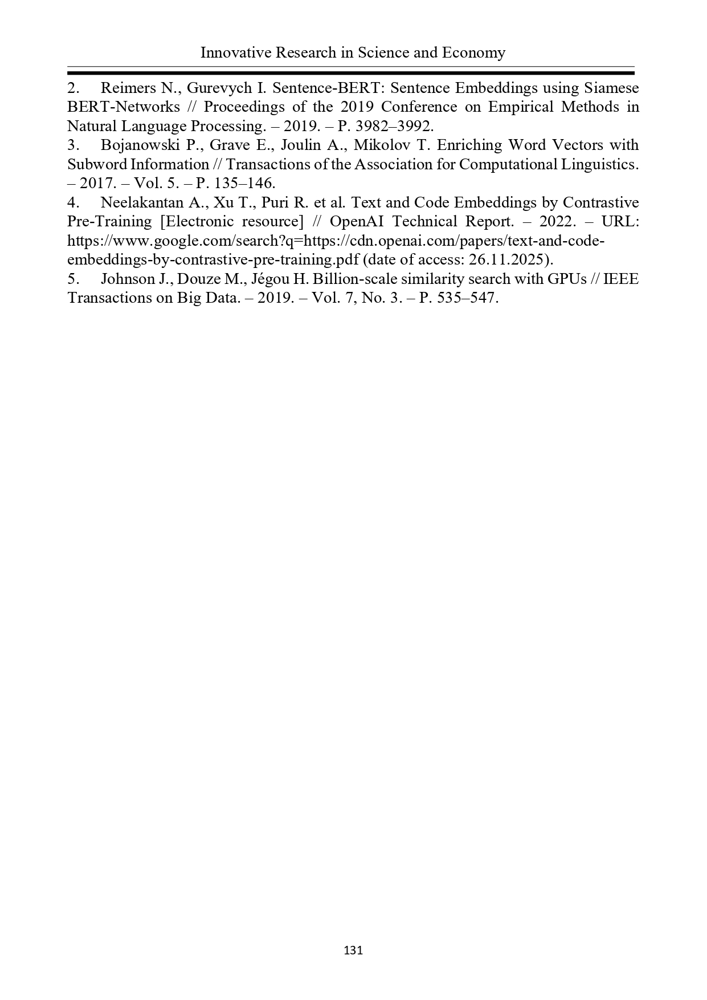 Innovative Research in Science and Economy
2. Reimers N., Gurevych I. Sentence-BERT: Sentence Embeddings using Siamese
BERT-Networks // Proceedings of the 2019 Conference on Empirical Methods in
Natural Language Processing. – 2019. – P. 3982–3992.
3. Bojanowski P., Grave E., Joulin A., Mikolov T. Enriching Word Vectors with
Subword Information // Transactions of the Association for Computational Linguistics.
– 2017. – Vol. 5. – P. 135–146.
4. Neelakantan A., Xu T., Puri R. et al. Text and Code Embeddings by Contrastive
Pre-Training [Electronic resource] // OpenAI Technical Report. – 2022. – URL:
https://www.google.com/search?q=https://cdn.openai.com/papers/text-and-code-
embeddings-by-contrastive-pre-training.pdf (date of access: 26.11.2025).
5. Johnson J., Douze M., Jégou H. Billion-scale similarity search with GPUs // IEEE
Transactions on Big Data. – 2019. – Vol. 7, No. 3. – P. 535–547.
131